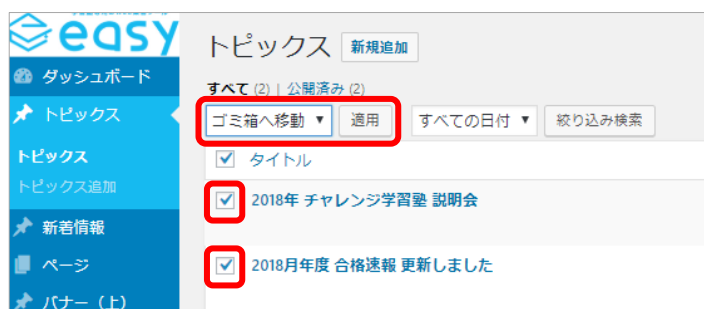 easy
トピックス 新規追加
ダッシュボード
すべて (2) | 公開済み (2)
トピックス
ゴミ箱へ移動 ▼ 適用 すべての日付 ▼ 絞り込み検索
トピックス
タイトル
トピックス追加
2018年 チャレンジ学習塾 説明会
新着情報
ページ
2018月年度 合格速報 更新しました
バナー（上）